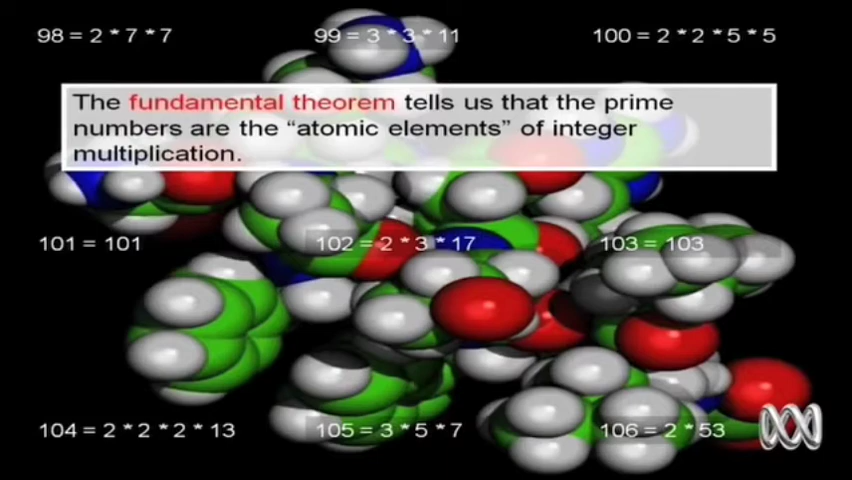 98 = 2 * 7 * 7
99 = 3 * 3 * 11
100 = 2 * 2 * 5 * 5
The fundamental theorem tells us that the prime
numbers are the “atomic elements” of integer
multiplication.
101 = 101
102 = 2 * 3 * 17
103 = 103
104 = 2 * 2 * 2 * 13
105 = 3 * 5 * 7
106 = 2 * 53